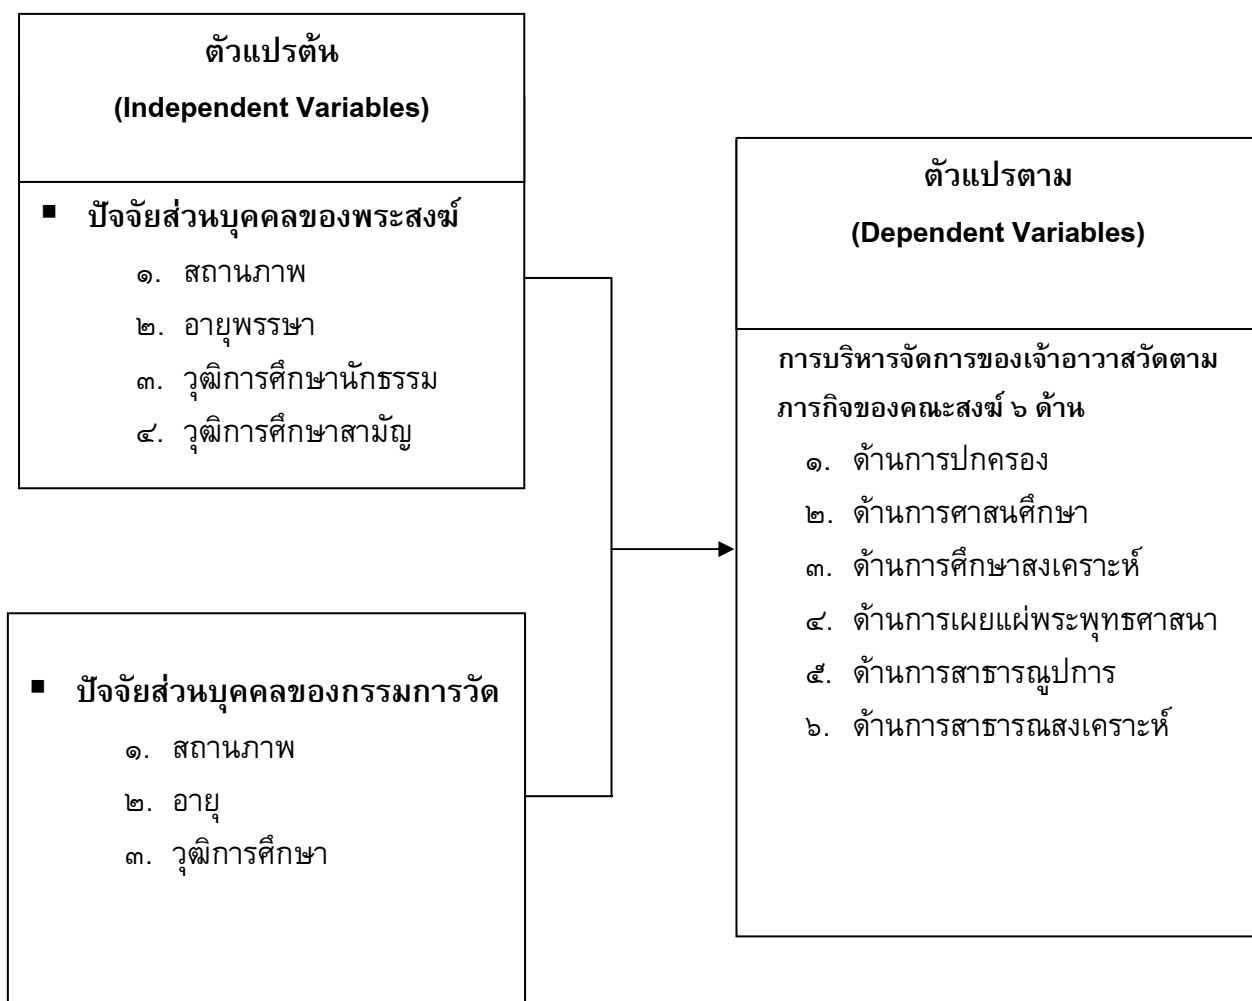 ตัวแปรต้น
(Independent Variables)
▪ ปัจจัยส่วนบุคคลของพระสงฆ์
๑. สถานภาพ
๒. อายุพรรษา
๓. วุฒิการศึกษานักธรรม
๔. วุฒิการศึกษาสามัญ
▪ ปัจจัยส่วนบุคคลของกรรมการวัด
๑. สถานภาพ
๒. อายุ
๓. วุฒิการศึกษา
ตัวแปรตาม
(Dependent Variables)
การบริหารจัดการของเจ้าอาวาสวัดตาม
ภารกิจของคณะสงฆ์ ๖ ด้าน
๑. ด้านการปกครอง
๒. ด้านการศาสนศึกษา
๓. ด้านการศึกษาสงเคราะห์
๔. ด้านการเผยแผ่พระพุทธศาสนา
๕. ด้านการสาธารณูปการ
๖. ด้านการสาธารณสงเคราะห์